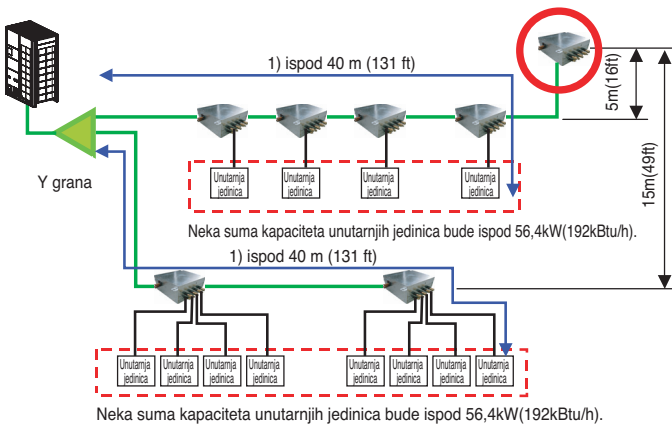 1) ispod 40 m (131 ft)
5m(16ft)
15m(49ft)
Y grana
Unutarnja
jedinica
Unutarnja
jedinica
Unutarnja
jedinica
Unutarnja
jedinica
Neka suma kapaciteta unutarnjih jedinica bude ispod 56,4kW(192kBtu/h).
1) ispod 40 m (131 ft)
Unutarnja
jedinica
Unutarnja
jedinica
Unutarnja
jedinica
Unutarnja
jedinica
Unutarnja
jedinica
Unutarnja
jedinica
Unutarnja
jedinica
Unutarnja
jedinica
Neka suma kapaciteta unutarnjih jedinica bude ispod 56,4kW(192kBtu/h).